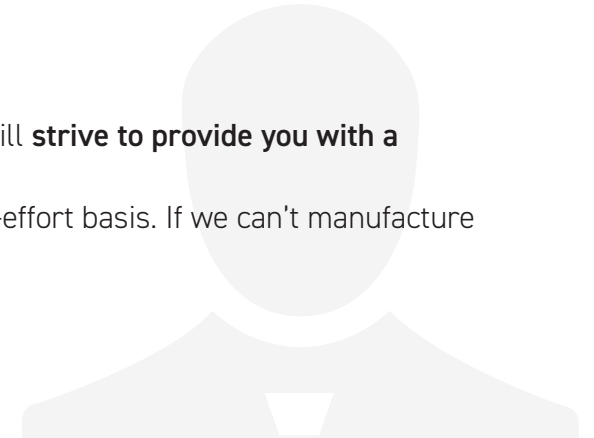 ill strive to provide you with a
-effort basis. If we can't manufacture